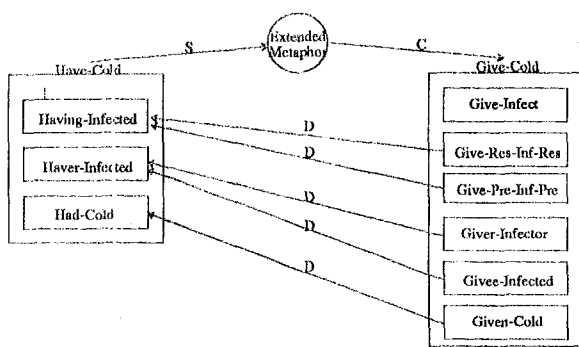 Extended
Metaphor
S
C
Have-Cold
Give-Cold
Having-Infected
Haver-Infected
Had-Cold
D
D
D
D
D
Give-Infect
Give-Res-Inf-Res
Give-Pre-Inf-Pre
Giver-Infector
Givee-Infected
Given-Cold